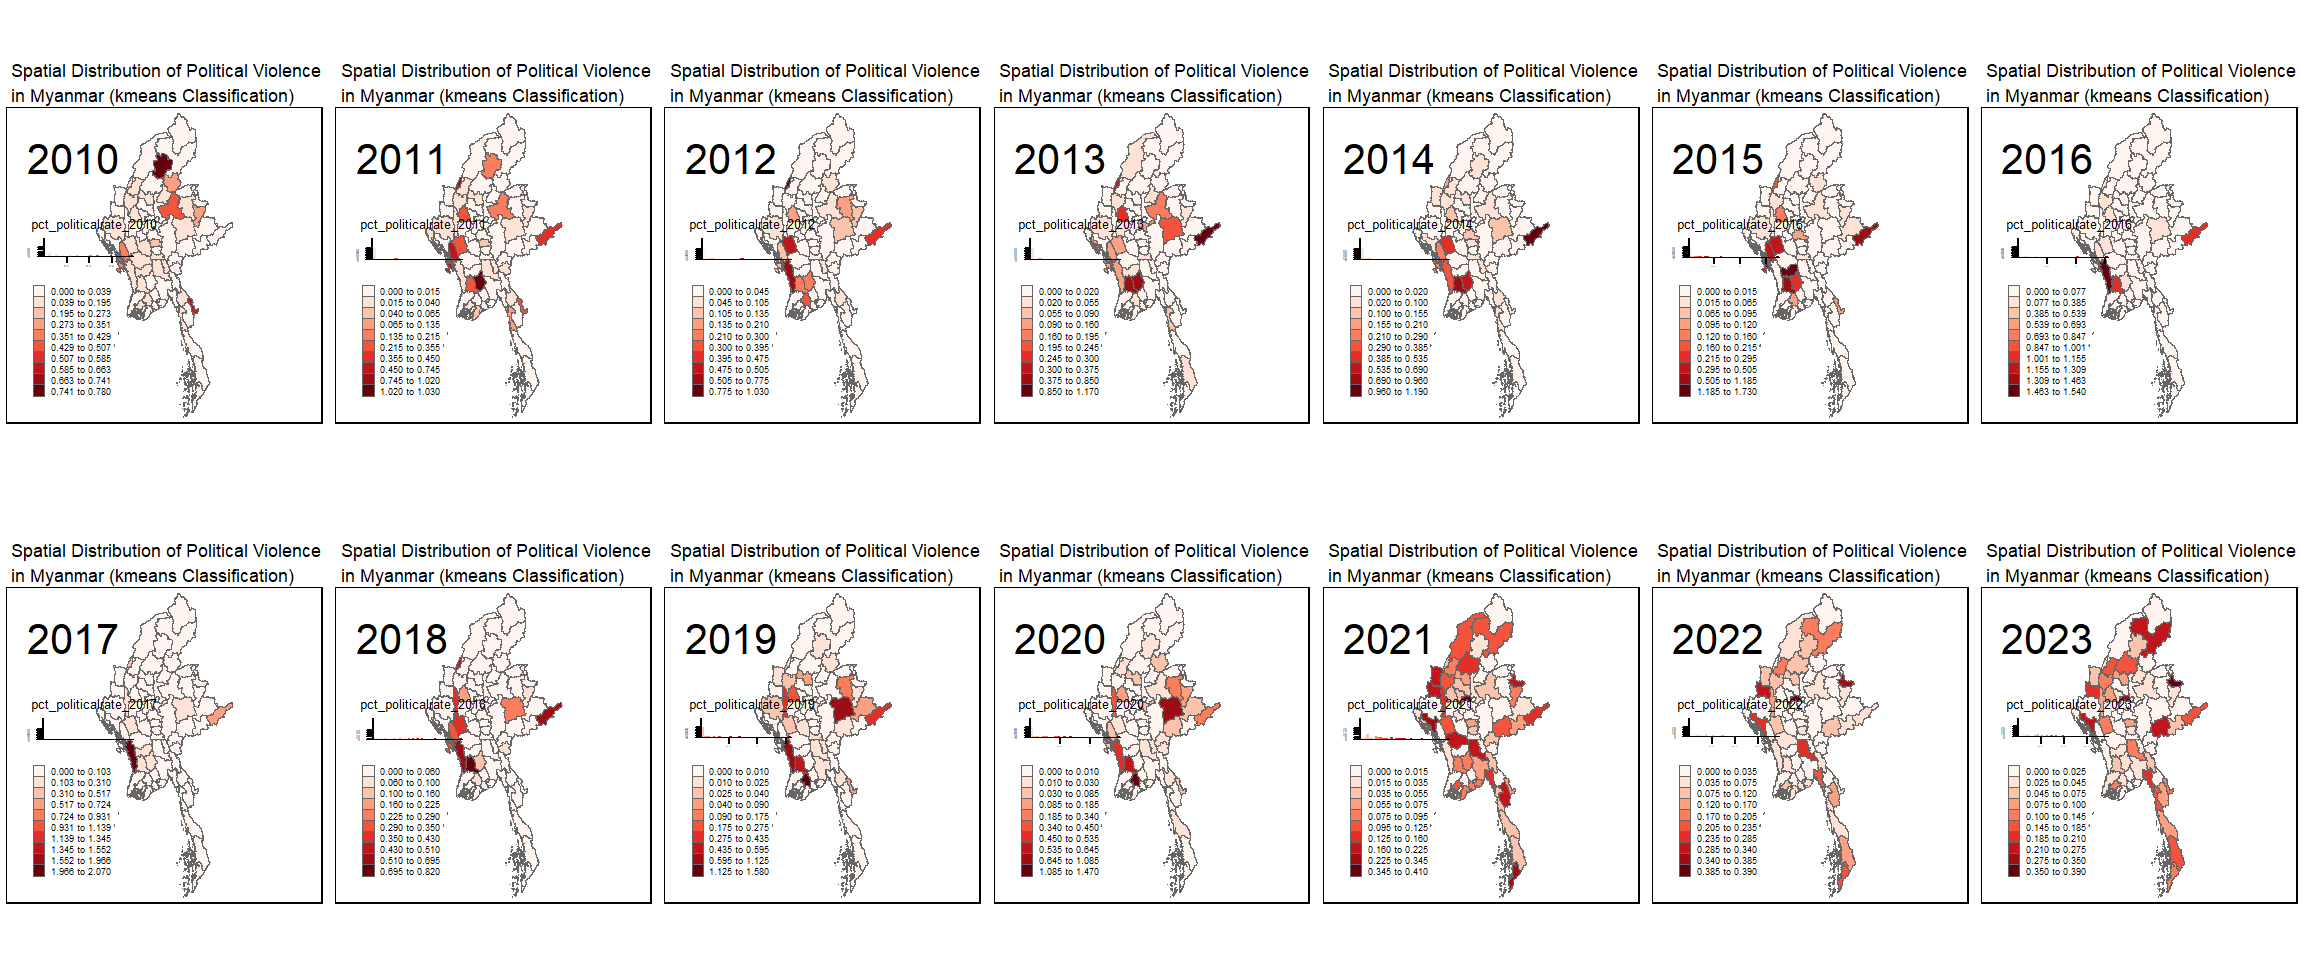 Spatial Distribution of Political Violence
in Myanmar (kmeans Classification)
2010
pct_politicalrate_2010
0.000 to 0.039
0.039 to 0.195
0.195 to 0.273
0.273 to 0.351
0.351 to 0.429
0.429 to 0.507
0.507 to 0.585
0.585 to 0.663
0.663 to 0.741
0.741 to 0.780
Spatial Distribution of Political Violence
in Myanmar (kmeans Classification)
2011
pct_politicalrate_2011
0.000 to 0.015
0.015 to 0.040
0.040 to 0.065
0.065 to 0.135
0.135 to 0.215
0.215 to 0.355
0.355 to 0.450
0.450 to 0.745
0.745 to 1.020
1.020 to 1.030
Spatial Distribution of Political Violence
in Myanmar (kmeans Classification)
2012
pct_politicalrate_2012
0.000 to 0.045
0.045 to 0.105
0.105 to 0.135
0.135 to 0.210
0.210 to 0.300
0.300 to 0.395
0.395 to 0.475
0.475 to 0.505
0.505 to 0.775
0.775 to 1.030
Spatial Distribution of Political Violence
in Myanmar (kmeans Classification)
2013
pct_politicalrate_2013
0.000 to 0.020
0.020 to 0.055
0.055 to 0.090
0.090 to 0.160
0.160 to 0.195
0.195 to 0.245
0.245 to 0.300
0.300 to 0.375
0.375 to 0.850
0.850 to 1.170
Spatial Distribution of Political Violence
in Myanmar (kmeans Classification)
2014
pct_politicalrate_2014
0.000 to 0.020
0.020 to 0.100
0.100 to 0.155
0.155 to 0.210
0.210 to 0.290
0.290 to 0.385
0.385 to 0.535
0.535 to 0.690
0.690 to 0.960
0.960 to 1.190
Spatial Distribution of Political Violence
in Myanmar (kmeans Classification)
2015
pct_politicalrate_2015
0.000 to 0.015
0.015 to 0.065
0.065 to 0.095
0.095 to 0.120
0.120 to 0.160
0.160 to 0.215
0.215 to 0.295
0.295 to 0.505
0.505 to 1.185
1.185 to 1.730
Spatial Distribution of Political Violence
in Myanmar (kmeans Classification)
2016
pct_politicalrate_2016
0.000 to 0.077
0.077 to 0.385
0.385 to 0.539
0.539 to 0.693
0.693 to 0.847
0.847 to 1.001
1.001 to 1.155
1.155 to 1.309
1.309 to 1.463
1.463 to 1.540
Spatial Distribution of Political Violence
in Myanmar (kmeans Classification)
2017
pct_politicalrate_2017
0.000 to 0.103
0.103 to 0.310
0.310 to 0.517
0.517 to 0.724
0.724 to 0.931
0.931 to 1.139
1.139 to 1.345
1.345 to 1.552
1.552 to 1.966
1.966 to 2.070
Spatial Distribution of Political Violence
in Myanmar (kmeans Classification)
2018
pct_politicalrate_2018
0.000 to 0.060
0.060 to 0.100
0.100 to 0.160
0.160 to 0.225
0.225 to 0.290
0.290 to 0.350
0.350 to 0.430
0.430 to 0.510
0.510 to 0.695
0.695 to 0.820
Spatial Distribution of Political Violence
in Myanmar (kmeans Classification)
2019
pct_politicalrate_2019
0.000 to 0.010
0.010 to 0.025
0.025 to 0.040
0.040 to 0.090
0.090 to 0.175
0.175 to 0.275
0.275 to 0.435
0.435 to 0.595
0.595 to 1.125
1.125 to 1.580
Spatial Distribution of Political Violence
in Myanmar (kmeans Classification)
2020
pct_politicalrate_2020
0.000 to 0.010
0.010 to 0.030
0.030 to 0.085
0.085 to 0.185
0.185 to 0.340
0.340 to 0.450
0.450 to 0.535
0.535 to 0.645
0.645 to 1.085
1.085 to 1.470
Spatial Distribution of Political Violence
in Myanmar (kmeans Classification)
2021
pct_politicalrate_2021
0.000 to 0.015
0.015 to 0.035
0.035 to 0.055
0.055 to 0.075
0.075 to 0.095
0.095 to 0.125
0.125 to 0.160
0.160 to 0.225
0.225 to 0.345
0.345 to 0.410
Spatial Distribution of Political Violence
in Myanmar (kmeans Classification)
2022
pct_politicalrate_2022
0.000 to 0.035
0.035 to 0.075
0.075 to 0.120
0.120 to 0.170
0.170 to 0.205
0.205 to 0.235
0.235 to 0.285
0.285 to 0.340
0.340 to 0.385
0.385 to 0.390
Spatial Distribution of Political Violence
in Myanmar (kmeans Classification)
2023
pct_politicalrate_2023
0.000 to 0.025
0.025 to 0.045
0.045 to 0.075
0.075 to 0.100
0.100 to 0.145
0.145 to 0.185
0.185 to 0.210
0.210 to 0.275
0.275 to 0.350
0.350 to 0.390